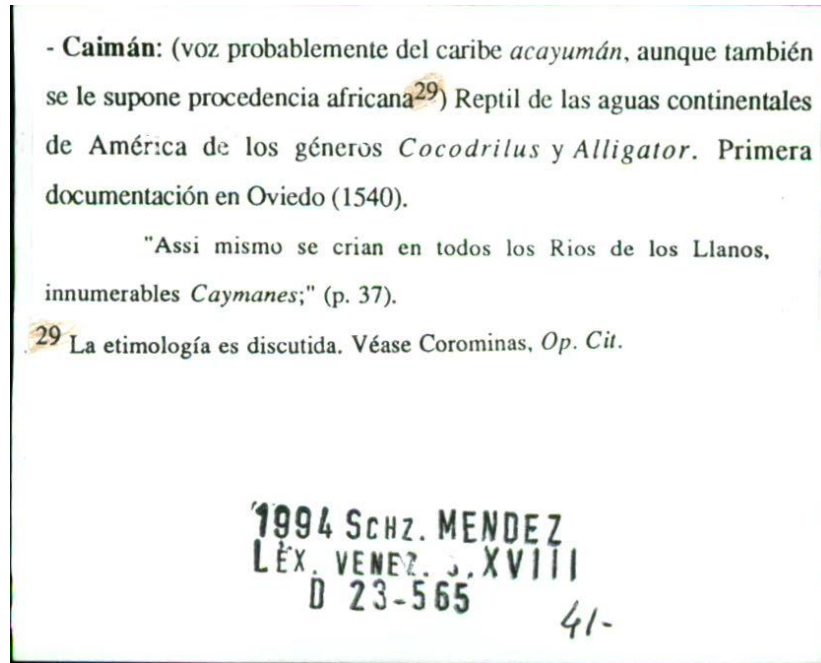 - Caimán: (voz probablemente del caribe acayumán, aunque también
se le supone procedencia africana29) Reptil de las aguas continentales
de América de los géneros Cocodrilus y Alligator. Primera
documentación en Oviedo (1540).
"Assi mismo se crian en todos los Rios de los Llanos,
innumerables Caymanes;" (p. 37).
29 La etimología es discutida. Véase Corominas, Op. Cit.
1994 SCHZ. MENDEZ
LÉX. VENEZ. S. XVIII
D 23-565
41-